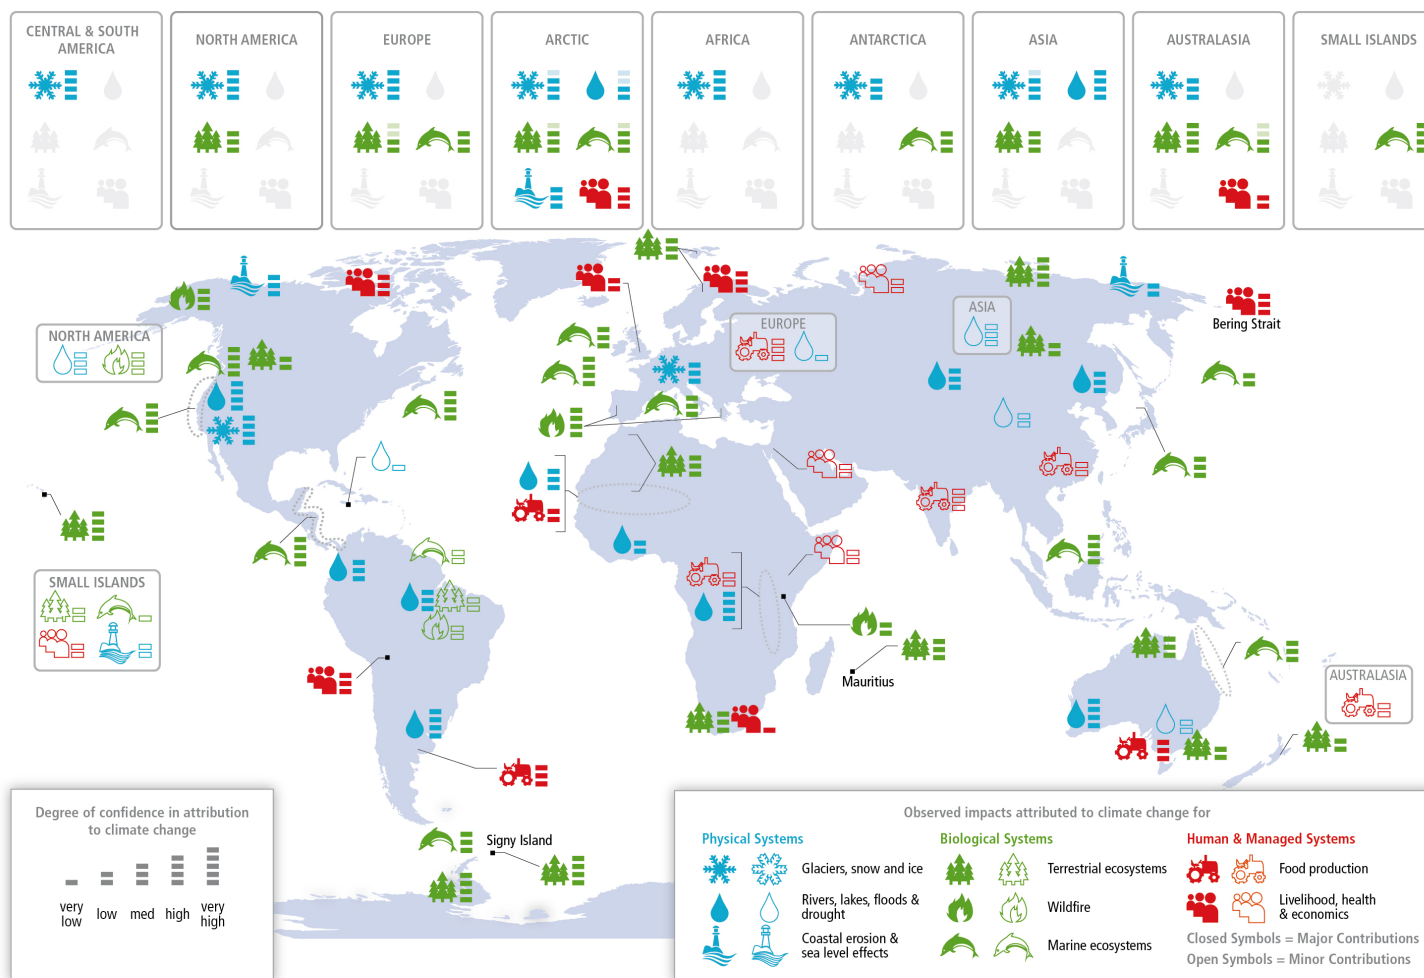 CENTRAL & SOUTH
AMERICA
NORTH AMERICA
EUROPE
ARCTIC
AFRICA
ANTARCTICA
ASIA
AUSTRALASIA
SMALL ISLANDS
NORTH AMERICA
EUROPE
ASIA
Bering Strait
SMALL ISLANDS
Mauritius
AUSTRALASIA
Signy Island
Degree of confidence in attribution
to climate change
very
low
low
med
high
very
high
Observed impacts attributed to climate change for
Physical Systems
Glaciers, snow and ice
Rivers, lakes, floods &
drought
Coastal erosion &
sea level effects
Biological Systems
Terrestrial ecosystems
Wildfire
Marine ecosystems
Human & Managed Systems
Food production
Livelihood, health
& economics
Closed Symbols = Major Contributions
Open Symbols = Minor Contributions